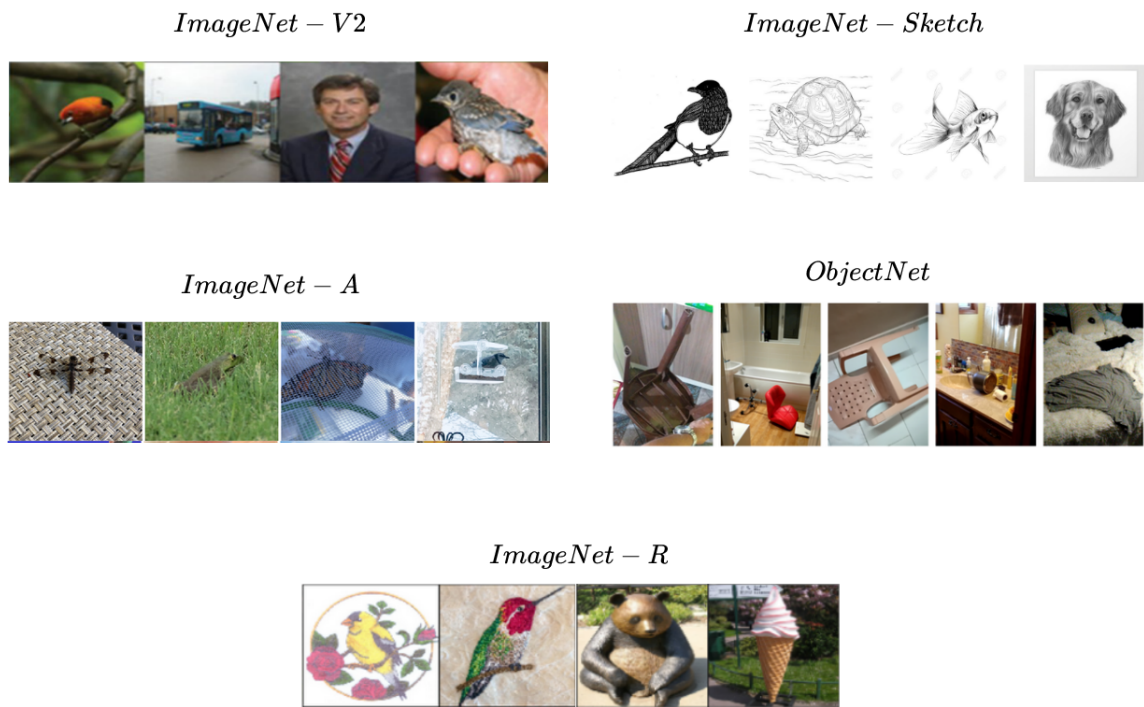 ImageNet − V2
ImageNet − Sketch
ImageNet − A
ObjectNet
ImageNet − R